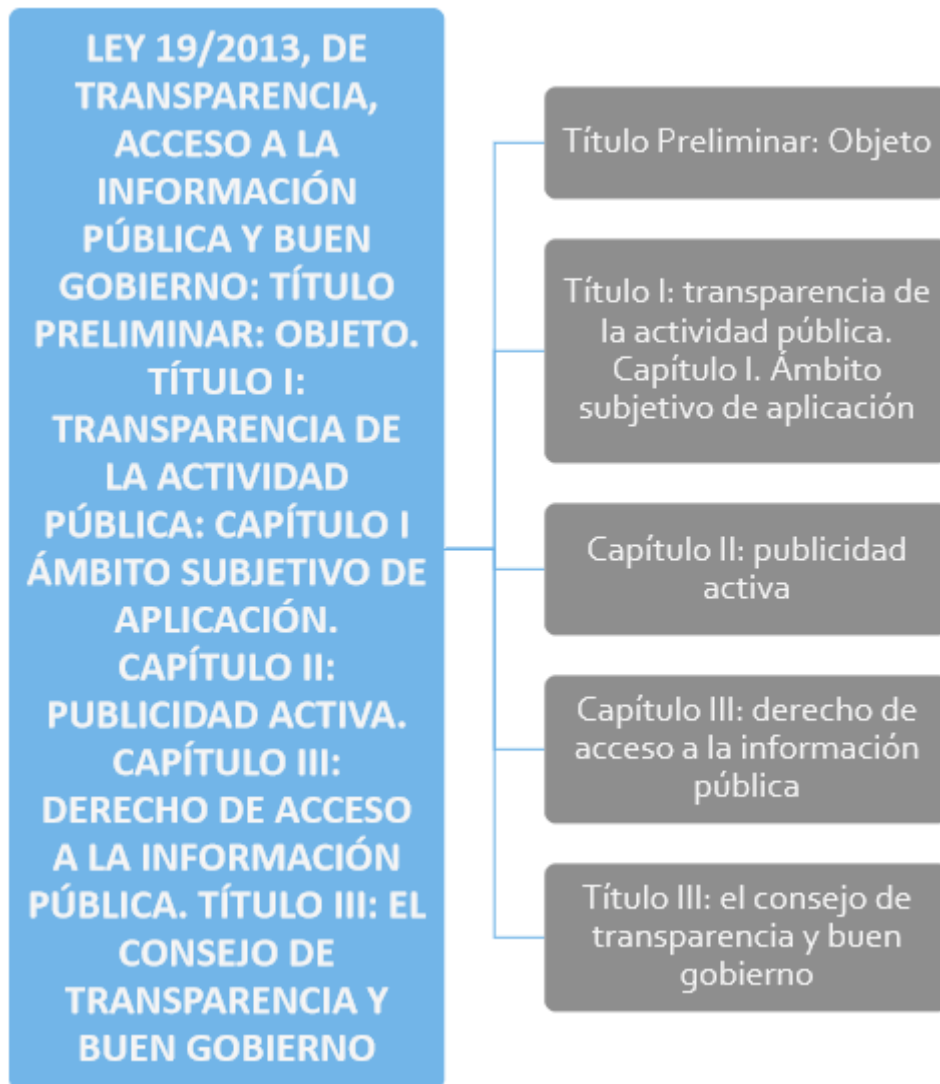 LEY 19/2013, DE
TRANSPARENCIA,
ACCESO A LA
INFORMACIÓN
PÚBLICA Y BUEN
GOBIERNO: TÍTULO
PRELIMINAR: OBJETO.
TÍTULO I:
TRANSPARENCIA DE
LA ACTIVIDAD
PÚBLICA: CAPÍTULO I
ÁMBITO SUBJETIVO DE
APLICACIÓN.
CAPÍTULO II:
PUBLICIDAD ACTIVA.
CAPÍTULO III:
DERECHO DE ACCESO
A LA INFORMACIÓN
PÚBLICA. TÍTULO III: EL
CONSEJO DE
TRANSPARENCIA Y
BUEN GOBIERNO
Título Preliminar: Objeto
Título I: transparencia de
la actividad pública.
Capítulo I. Ámbito
subjetivo de aplicación
Capítulo II: publicidad
activa
Capítulo III: derecho de
acceso a la información
pública
Título III: el consejo de
transparencia y buen
gobierno